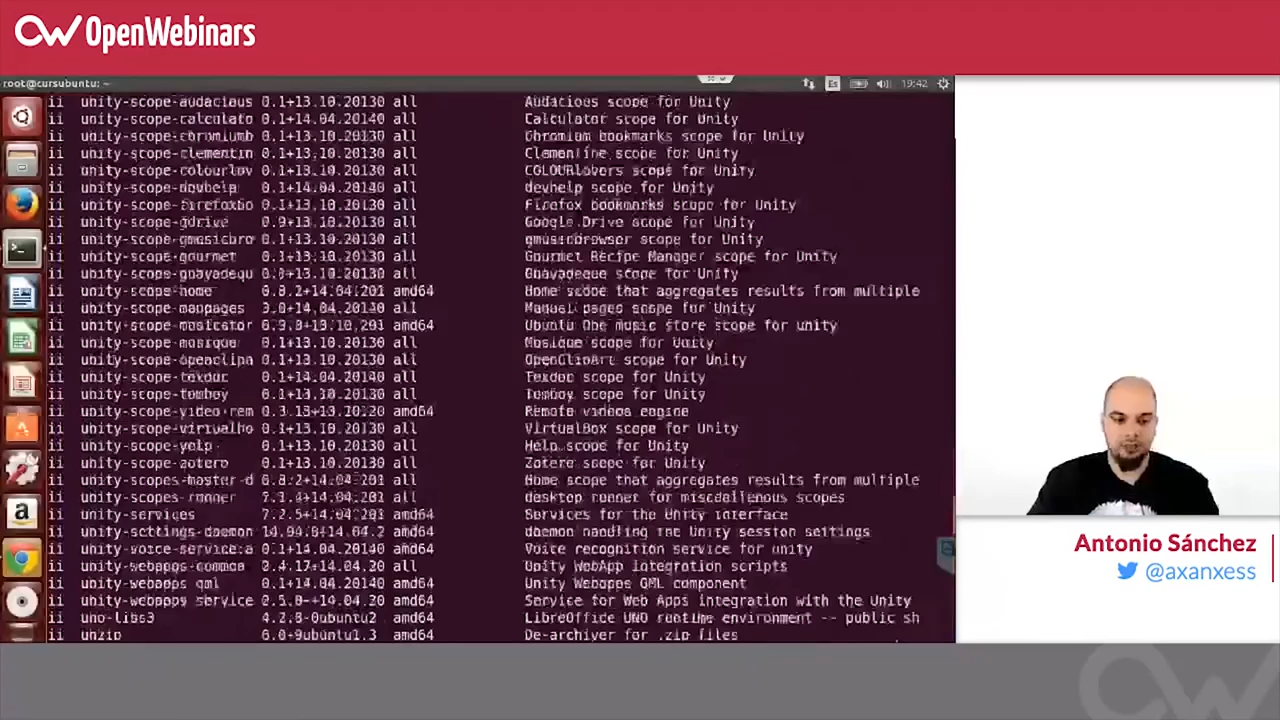 OpenWebinars
root@cursubuntu: ~
Es 19:42
ii unity-scope-audacious 0.1+13.10.20130 all Audacious scope for Unity
ii unity-scope-calculato 0.1+14.04.20140 all Calculator scope for Unity
ii unity-scope-chromiumb 0.1+13.10.20130 all Chromium bookmarks scope for Unity
ii unity-scope-clementin 0.1+13.10.20130 all Clementine scope for Unity
ii unity-scope-colourlov 0.1+13.10.20130 all COLOURlovers scope for Unity
ii unity-scope-devhelp 0.1+14.04.20140 all devhelp scope for Unity
ii unity-scope-firefoxbo 0.1+13.10.20130 all Firefox bookmarks scope for Unity
ii unity-scope-gdrive 0.9+13.10.20130 all Google Drive scope for Unity
ii unity-scope-gmusicbro 0.1+13.10.20130 all gmusicbrowser scope for Unity
ii unity-scope-gourmet 0.1+13.10.20130 all Gourmet Recipe Manager scope for Unity
ii unity-scope-guayadequ all Guayadeque scope for Unity
ii unity-scope-home amd64 Home scope that aggregates results from multiple
ii unity-scope-manpages 3.0+14.04.20140 all Manual pages scope for Unity
ii unity-scope-musicstor amd64 Ubuntu One music store scope for unity
ii unity-scope-musique 0.1+13.10.20130 all Musique scope for Unity
ii unity-scope-openclipa 0.1+13.10.20130 all OpenClipArt scope for Unity
ii unity-scope-texdoc 0.1+14.04.20140 all Texdoc scope for Unity
ii unity-scope-tomboy 0.1+13.10.20130 all Tomboy scope for Unity
ii unity-scope-video-rem amd64 Remote videos engine
ii unity-scope-virtualbo 0.1+13.10.20130 all VirtualBox scope for Unity
ii unity-scope-yelp 0.1+13.10.20130 all Help scope for Unity
ii unity-scope-zotero 0.1+13.10.20130 all Zotero scope for Unity
ii unity-scopes-master-d amd64 Home scope that aggregates results from multiple
ii unity-scopes-runner all desktop runner for miscellaneous scopes
ii unity-services 7.2.5+14.04.201 amd64 Services for the Unity interface
ii unity-settings-daemon amd64 daemon handling the Unity session settings
ii unity-voice-service:a 0.1+14.04.20140 amd64 Voice recognition service for unity
ii unity-webapps-common 2.4.17+14.04.20 all Unity WebApp integration scripts
ii unity-webapps-qml 0.1+14.04.20140 amd64 Unity Webapps QML component
ii unity-webapps-service amd64 Service for Web Apps integration with the Unity
ii uno-libs3 amd64 LibreOffice UNO runtime environment -- public sh
ii unzip 6.0-9ubuntu1.3 amd64 De-archiver for .zip files
Antonio Sánchez
@axanxess